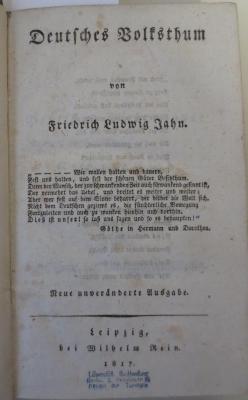 Deutsches Volksthum
von
Friedrich Ludwig Jahn.
Wir wollen halten und dauern,
Fest uns halten, und fest der schönen Güter Besitzthum.
Denn der Mensch, der zur schwankenden Zeit auch schwankend gesinnt ist,
Der vermehret das Uebel, und breitet es weiter und weiter;
Aber wer fest auf dem Sinne beharrt, der bildet die Welt sich.
Nicht dem Deutschen geziemt es, die fürchterliche Bewegung
Fortzuleiten und auch zu wanken hierhin und dorthin.
Dieß ist unser! so laß uns sagen und so es behaupten!"
Göthe in Hermann und Dorothea.
Neue unveränderte Ausgabe.
Leipzig,
bei Wilhelm Rein.
1817.